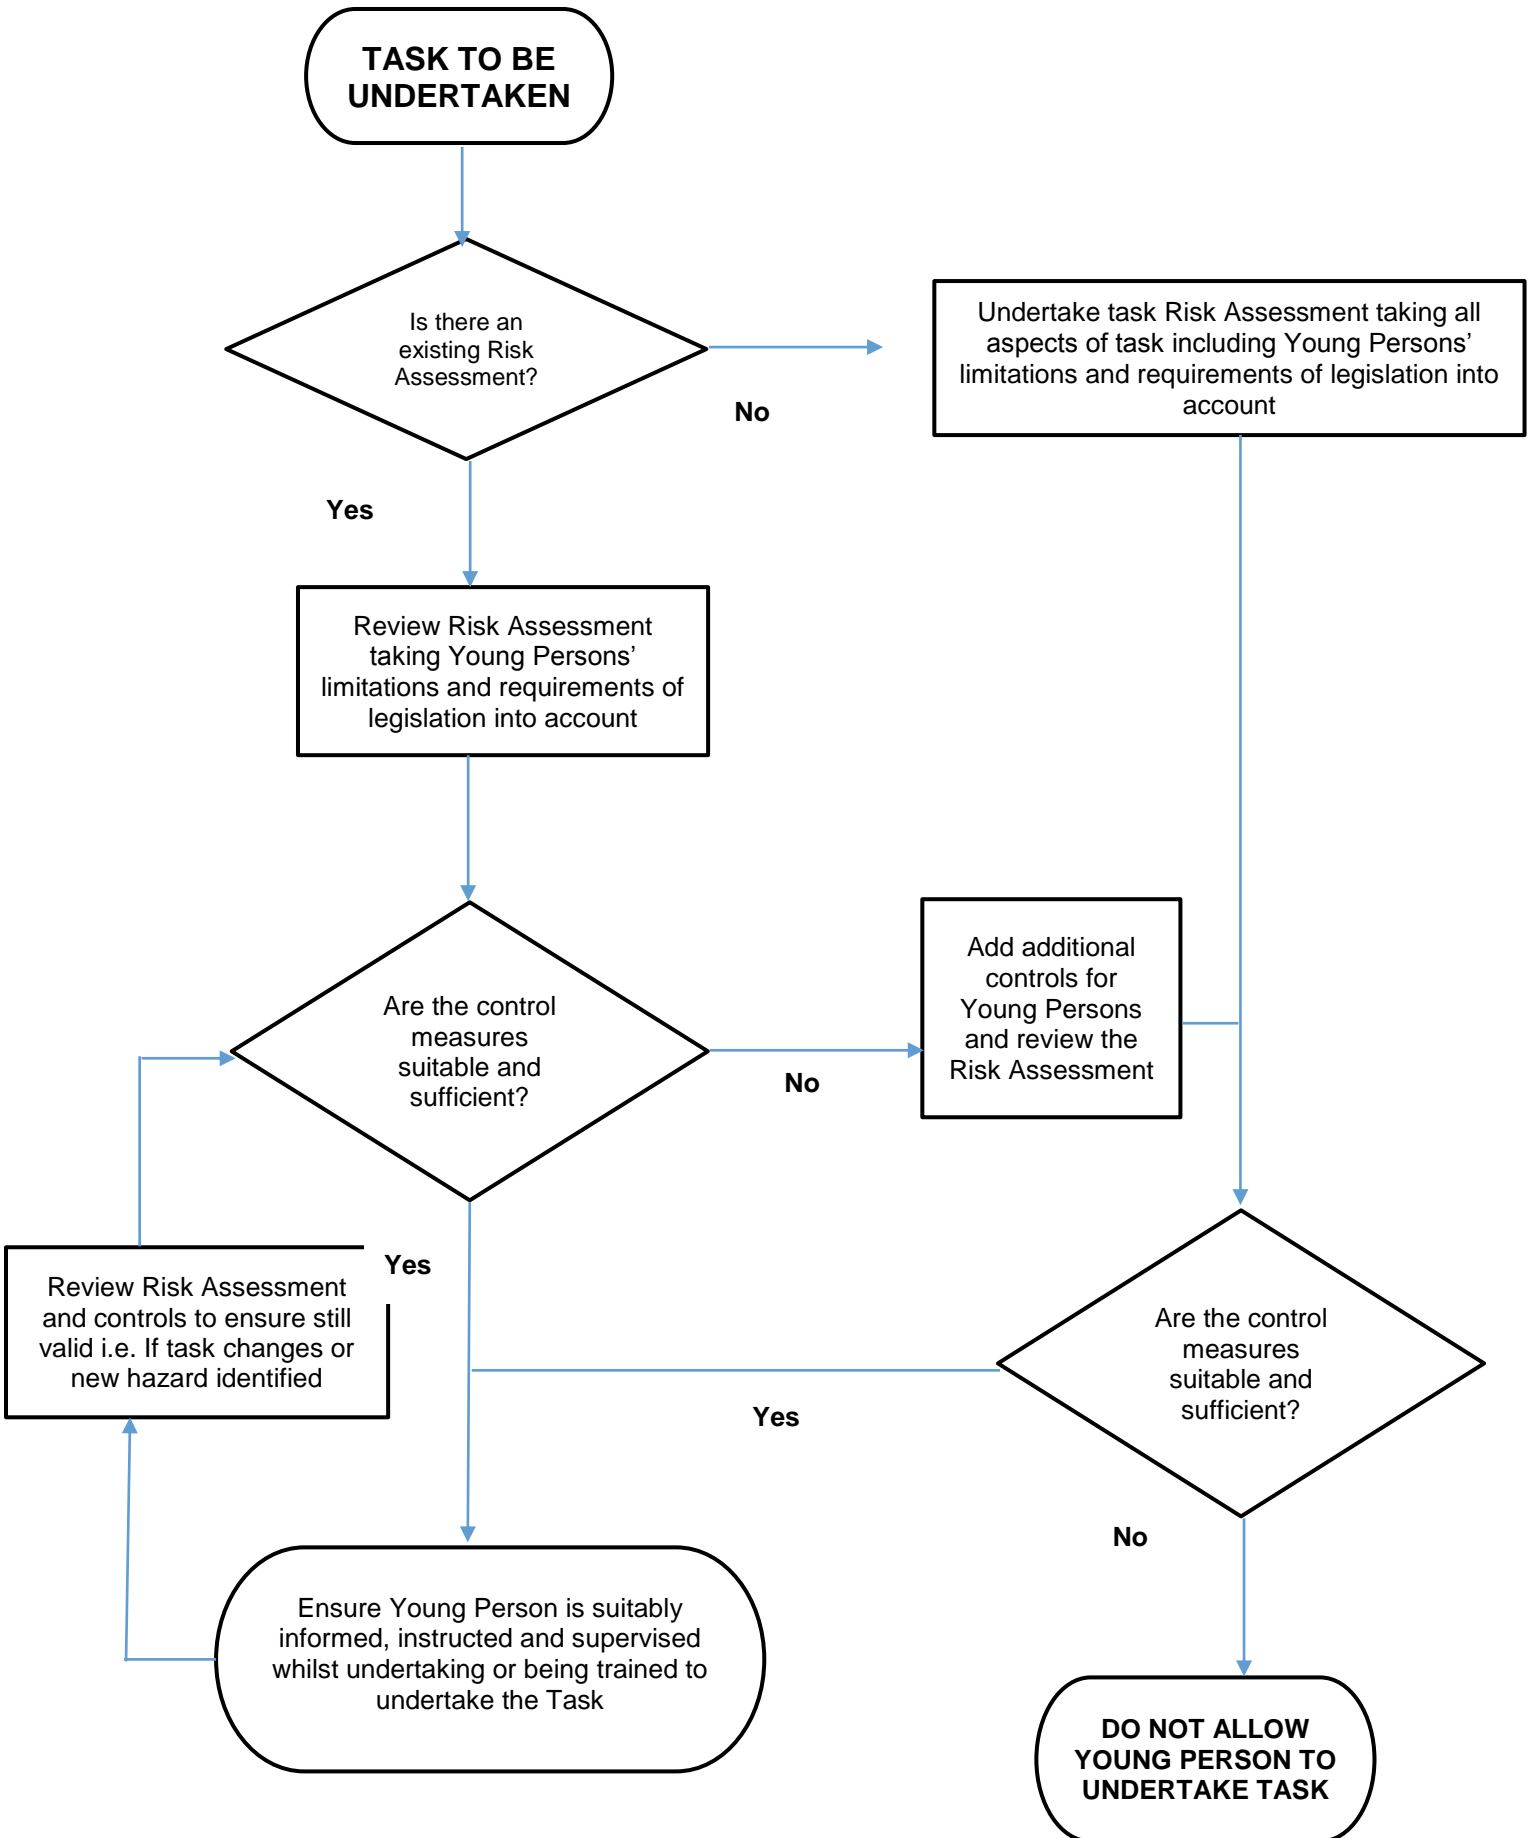 TASK TO BE
UNDERTAKEN
Is there an
existing Risk
Assessment?
No
Undertake task Risk Assessment taking all
aspects of task including Young Persons’
limitations and requirements of legislation into
account
Yes
Review Risk Assessment
taking Young Persons’
limitations and requirements of
legislation into account
Are the control
measures
suitable and
sufficient?
No
Add additional
controls for
Young Persons
and review the
Risk Assessment
Yes
Review Risk Assessment
and controls to ensure still
valid i.e. If task changes or
new hazard identified
Are the control
measures
suitable and
sufficient?
Yes
No
Ensure Young Person is suitably
informed, instructed and supervised
whilst undertaking or being trained to
undertake the Task
DO NOT ALLOW
YOUNG PERSON TO
UNDERTAKE TASK